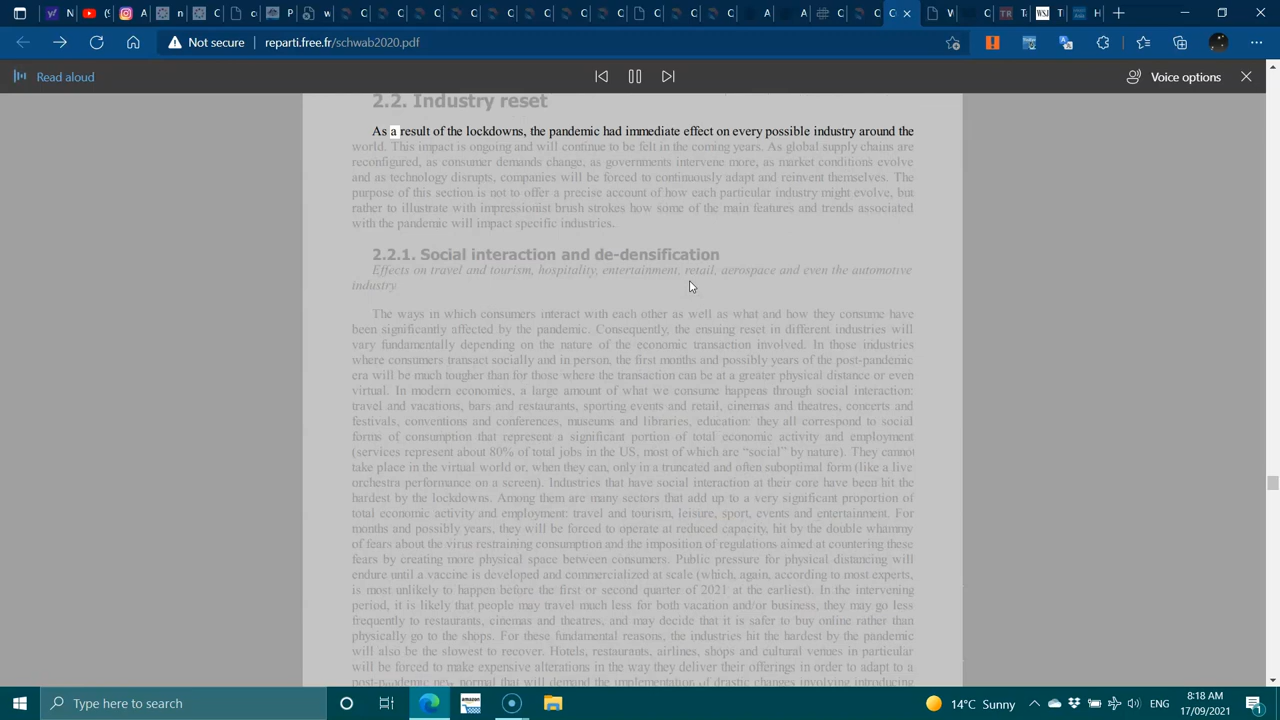 Not secure
reparti.free.fr/schwab2020.pdf
Read aloud
Voice options
2.2. Industry reset
As a result of the lockdowns, the pandemic had immediate effect on every possible industry around the
world. This impact is ongoing and will continue to be felt in the coming years. As global supply chains are
reconfigured, as consumer demands change, as governments intervene more, as market conditions evolve
and as technology disrupts, companies will be forced to continuously adapt and reinvent themselves. The
purpose of this section is not to offer a precise account of how each particular industry might evolve, but
rather to illustrate with impressionist brush strokes how some of the main features and trends associated
with the pandemic will impact specific industries.
2.2.1. Social interaction and de-densification
Effects on travel and tourism, hospitality, entertainment, retail, aerospace and even the automotive
industry
The ways in which consumers interact with each other as well as what and how they consume have
been significantly affected by the pandemic. Consequently, the ensuing reset in different industries will
vary fundamentally depending on the nature of the economic transaction involved. In those industries
where consumers transact socially and in person, the first months and possibly years of the post-pandemic
era will be much tougher than for those where the transaction can be at a greater physical distance or even
virtual. In modern economies, a large amount of what we consume happens through social interaction:
travel and vacations, bars and restaurants, sporting events and retail, cinemas and theatres, concerts and
festivals, conventions and conferences, museums and libraries, education: they all correspond to social
forms of consumption that represent a significant portion of total economic activity and employment
(services represent about 80% of total jobs in the US, most of which are “social” by nature). They cannot
take place in the virtual world or, when they can, only in a truncated and often suboptimal form (like a live
orchestra performance on a screen). Industries that have social interaction at their core have been hit the
hardest by the lockdowns. Among them are many sectors that add up to a very significant proportion of
total economic activity and employment: travel and tourism, leisure, sport, events and entertainment. For
months and possibly years, they will be forced to operate at reduced capacity, hit by the double whammy
of fears about the virus restraining consumption and the imposition of regulations aimed at countering these
fears by creating more physical space between consumers. Public pressure for physical distancing will
endure until a vaccine is developed and commercialized at scale (which, again, according to most experts,
is most unlikely to happen before the first or second quarter of 2021 at the earliest). In the intervening
period, it is likely that people may travel much less for both vacation and/or business, they may go less
frequently to restaurants, cinemas and theatres, and may decide that it is safer to buy online rather than
physically go to the shops. For these fundamental reasons, the industries hit the hardest by the pandemic
will also be the slowest to recover. Hotels, restaurants, airlines, shops and cultural venues in particular
will be forced to make expensive alterations in the way they deliver their offerings in order to adapt to a
post-pandemic new normal that will demand the implementation of drastic changes involving introducing
Type here to search
amazon
14°C Sunny
ENG
8:18 AM
17/09/2021